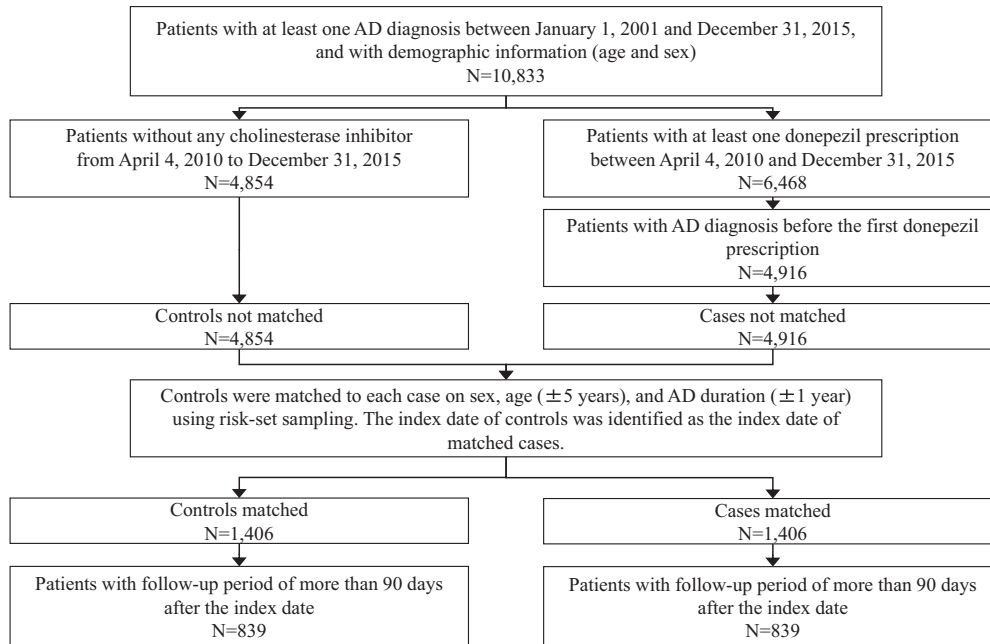 Patients with at least one AD diagnosis between January 1, 2001 and December 31, 2015,
and with demographic information (age and sex)
N=10,833
Patients without any cholinesterase inhibitor
from April 4, 2010 to December 31, 2015
N=4,854
Patients with at least one donepezil prescription
between April 4, 2010 and December 31, 2015
N=6,468
Patients with AD diagnosis before the first donepezil
prescription
N=4,916
Controls not matched
N=4,854
Cases not matched
N=4,916
Controls were matched to each case on sex, age (±5 years), and AD duration (±1 year)
using risk-set sampling. The index date of controls was identified as the index date of
matched cases.
Controls matched
N=1,406
Cases matched
N=1,406
Patients with follow-up period of more than 90 days
after the index date
N=839
Patients with follow-up period of more than 90 days
after the index date
N=839